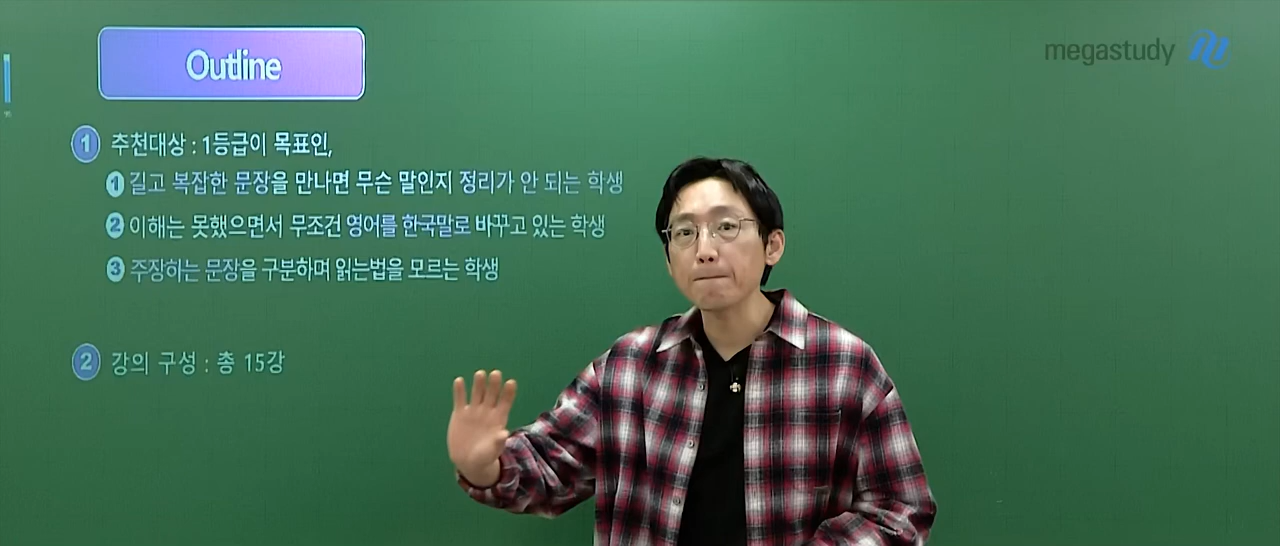 Outline
megastudy
1 추천대상 : 1등급이 목표인,
1 길고 복잡한 문장을 만나면 무슨 말인지 정리가 안 되는 학생
2 이해는 못했으면서 무조건 영어를 한국말로 바꾸고 있는 학생
3 주장하는 문장을 구분하며 읽는법을 모르는 학생
2 강의 구성 : 총 15강